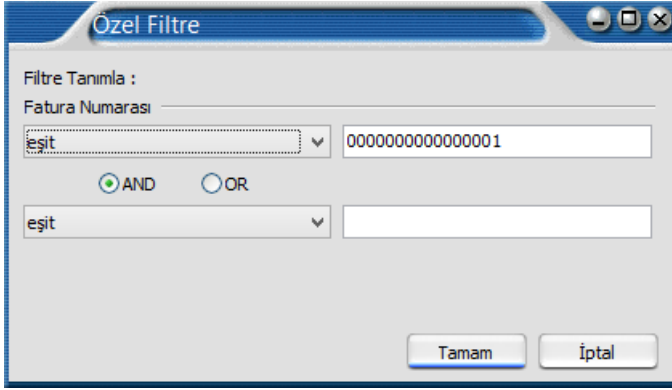 Özel Filtre
Filtre Tanımla :
Fatura Numarası
eşit 0000000000000001
AND OR
eşit
Tamam İptal